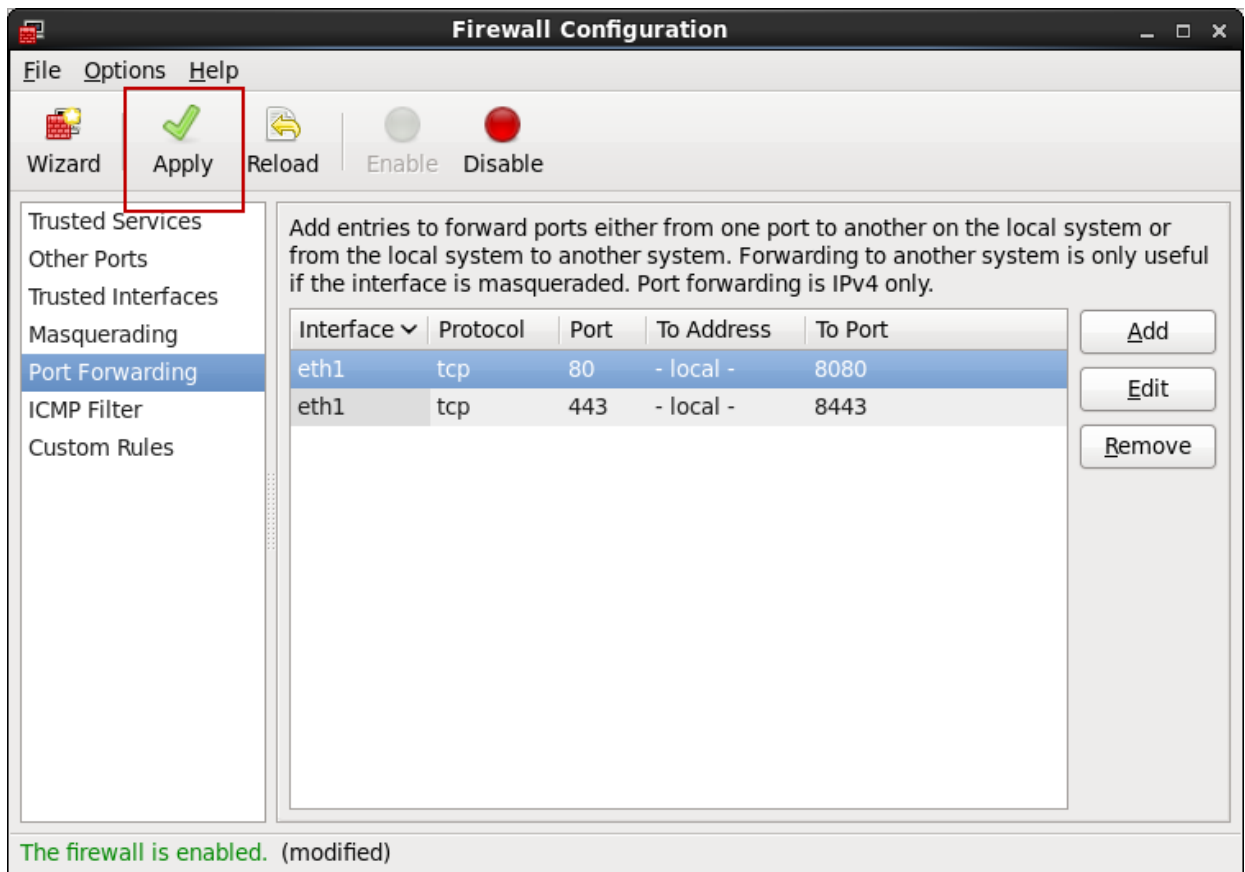 Firewall Configuration
File Options Help
Wizard Apply Reload Enable Disable
Trusted Services
Other Ports
Trusted Interfaces
Masquerading
Port Forwarding
ICMP Filter
Custom Rules
Add entries to forward ports either from one port to another on the local system or
from the local system to another system. Forwarding to another system is only useful
if the interface is masqueraded. Port forwarding is IPv4 only.
Interface Protocol Port To Address To Port
eth1 tcp 80 - local - 8080
eth1 tcp 443 - local - 8443
Add
Edit
Remove
The firewall is enabled. (modified)